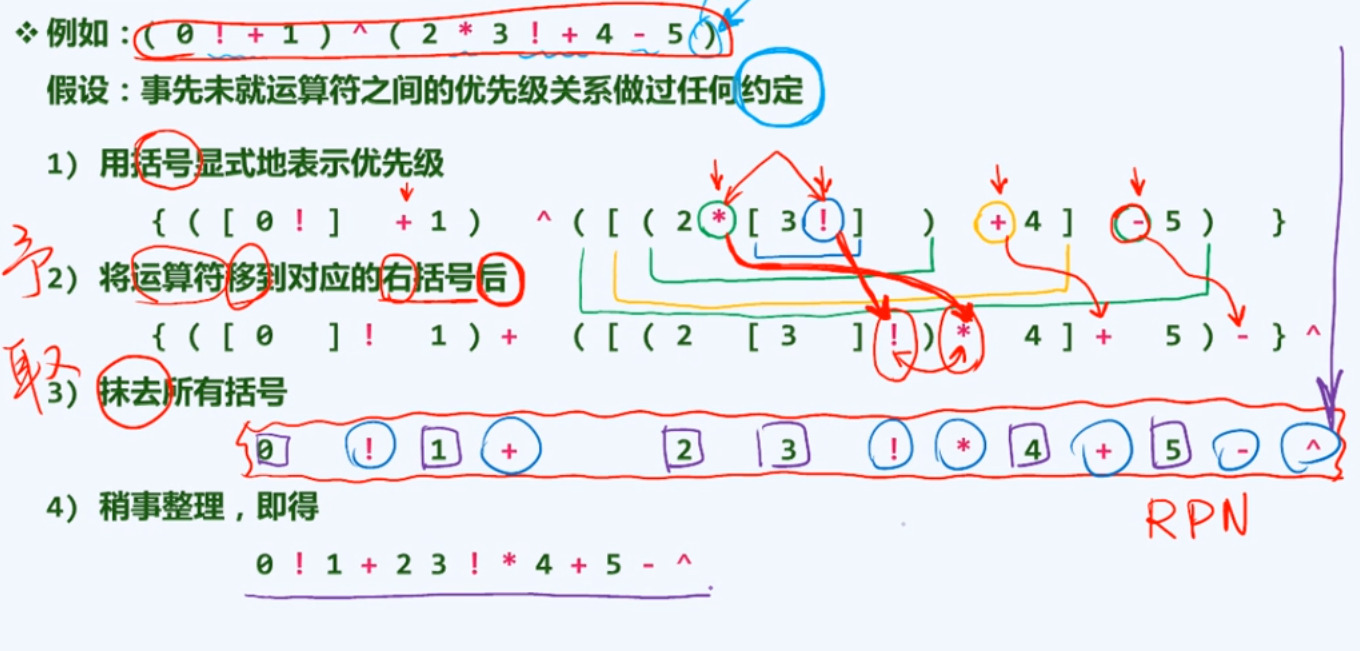 ❖ 例如：( 0 ! + 1 ) ^ ( 2 * 3 ! + 4 - 5 )
假设：事先未就运算符之间的优先级关系做过任何约定
1) 用括号显式地表示优先级
{ ( [ 0 ! ] + 1 ) ^ ( [ ( 2 * [ 3 ! ] ) + 4 ] - 5 ) }
予
2) 将运算符移到对应的右括号后
{ ( [ 0 ] ! 1 ) + ( [ ( 2 [ 3 ] ! ) * 4 ] + 5 ) - } ^
取
3) 抹去所有括号
0 ! 1 + 2 3 ! * 4 + 5 - ^
4) 稍事整理，即得
RPN
0 ! 1 + 2 3 ! * 4 + 5 - ^